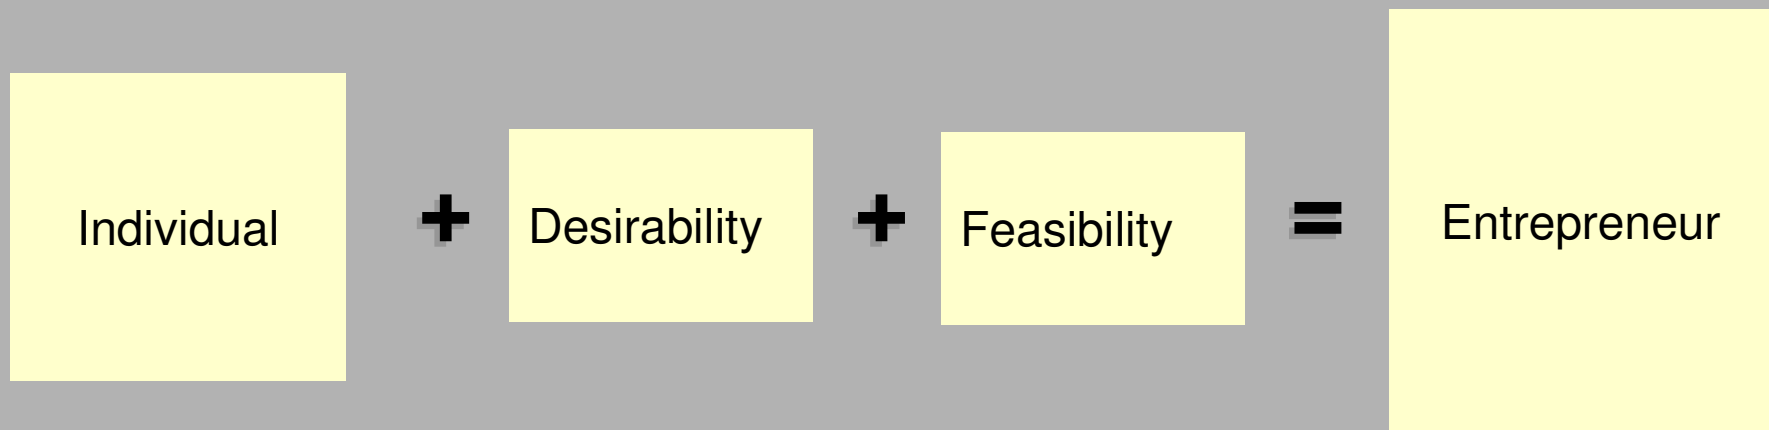 Individual + Desirability + Feasibility = Entrepreneur